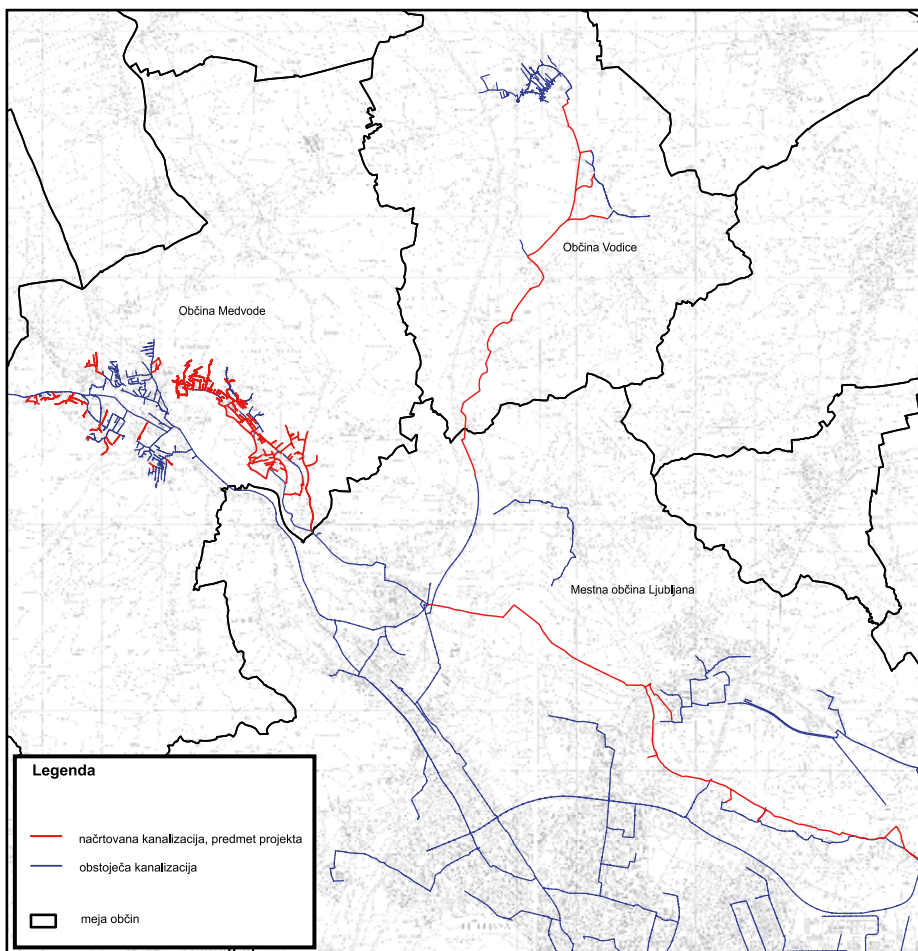 Občina Vodice
Občina Medvode
Mestna občina Ljubljana
Legenda
načrtovana kanalizacija, predmet projekta
obstoječa kanalizacija
meja občin